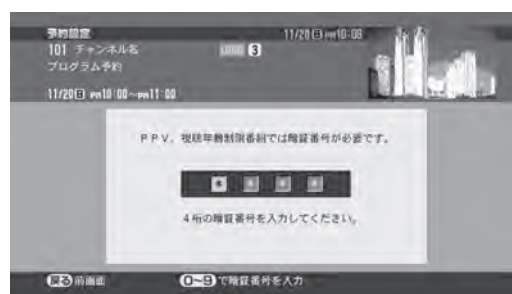 予約設定
11/20㊐ PM10:08
101 チャンネル名
3
プログラム予約
11/20㊐ PM10:00~PM11:00
PPV、視聴年齢制限番組では暗証番号が必要です。
4桁の暗証番号を入力してください。
戻る 前画面
0~9で暗証番号を入力